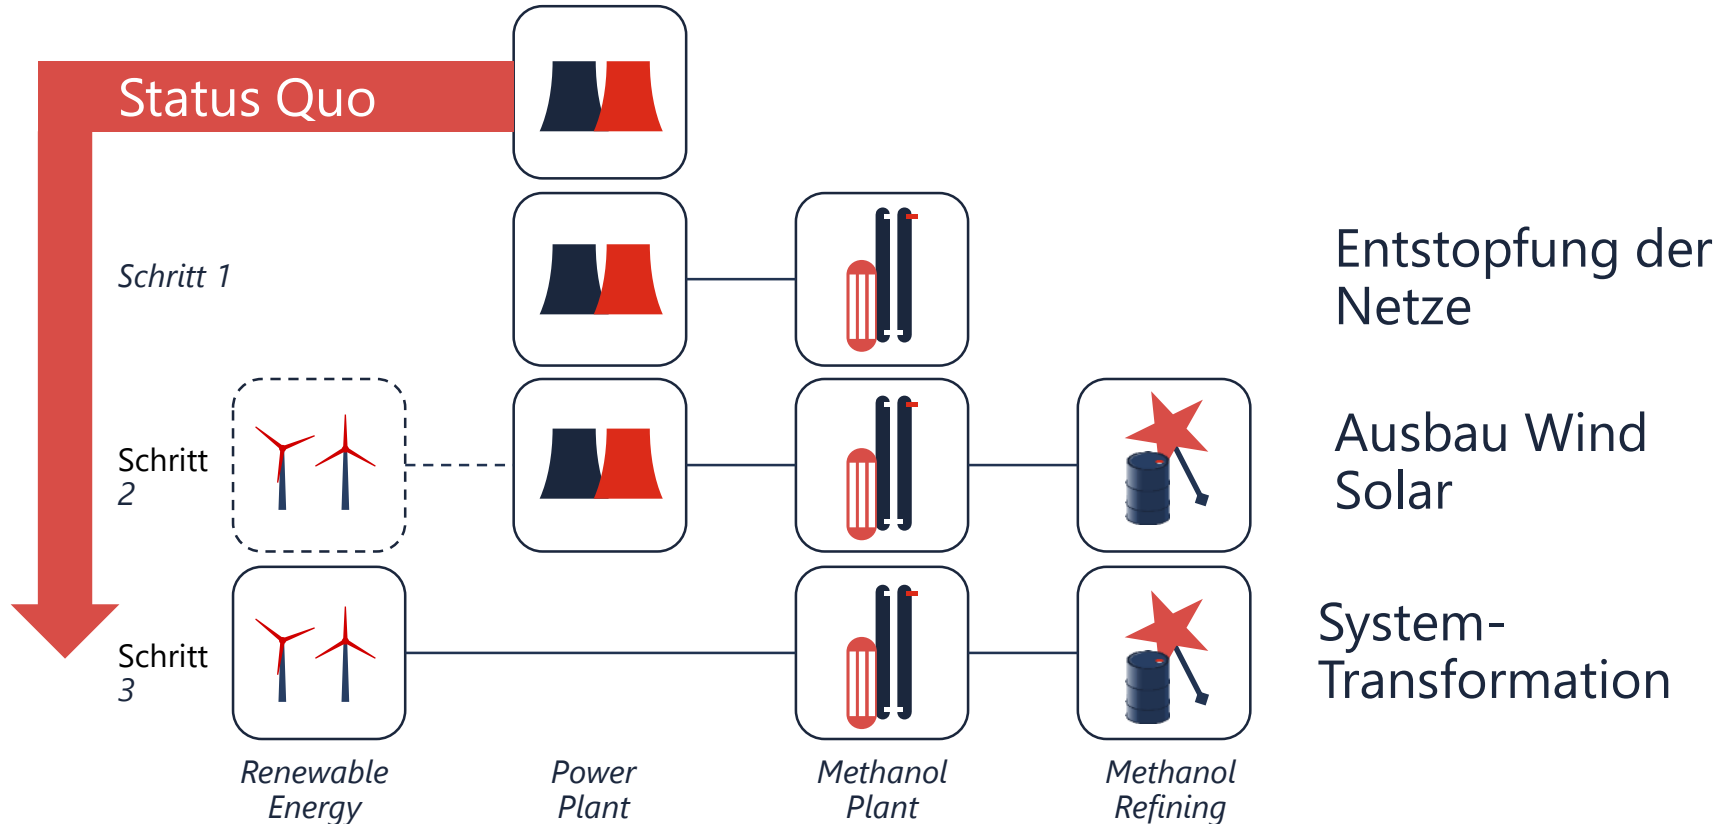 Status Quo
Schritt 1
Entstopfung der
Netze
Schritt
2
Ausbau Wind
Solar
Schritt
3
System-
Transformation
Renewable
Energy
Power
Plant
Methanol
Plant
Methanol
Refining